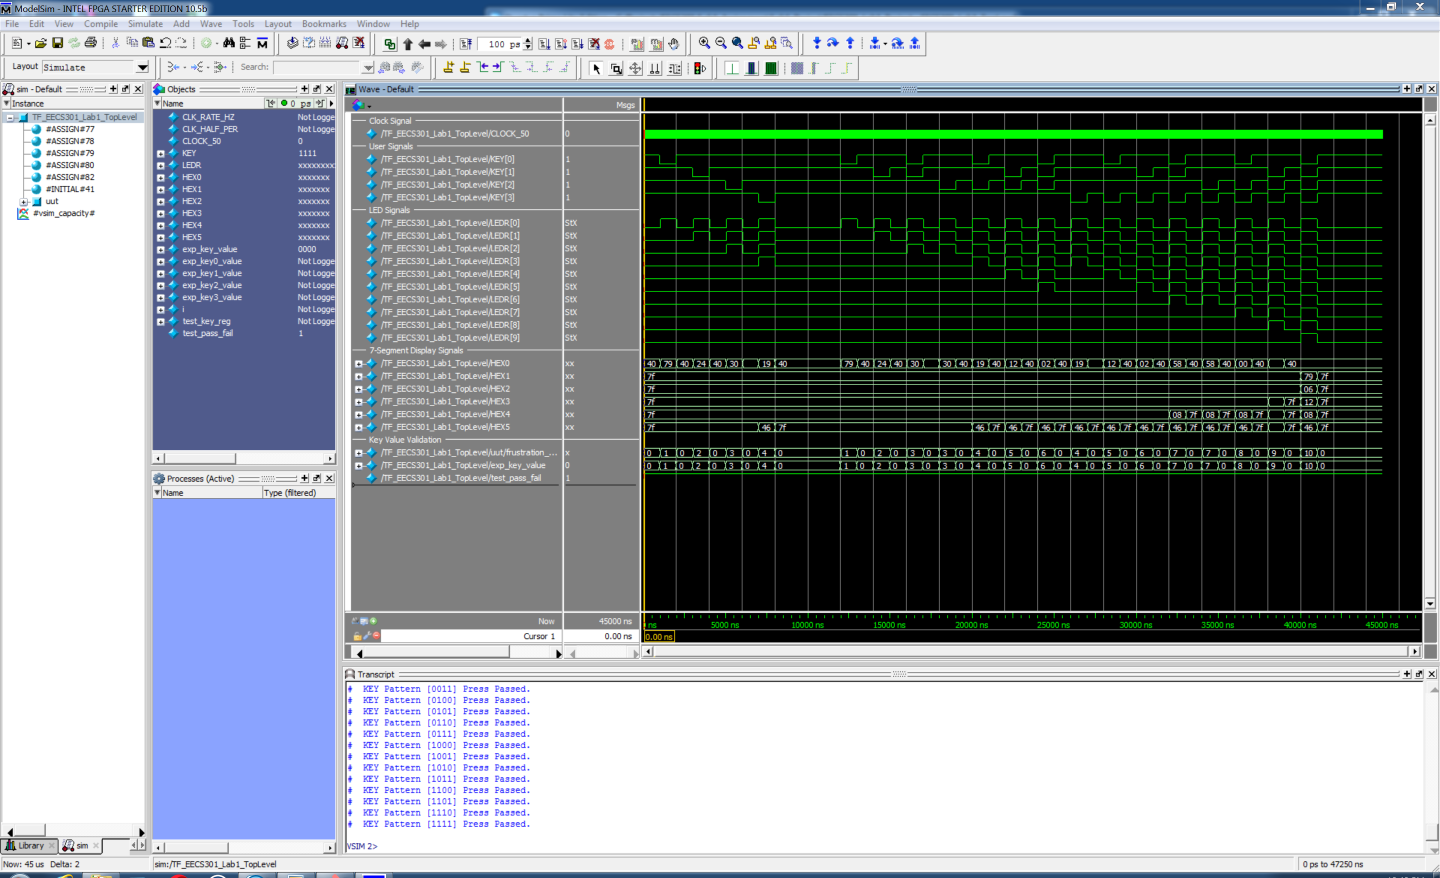 ModelSim - INTEL FPGA STARTER EDITION 10.5b
File Edit View Compile Simulate Add Wave Tools Layout Bookmarks Window Help
100 ps
Layout Simulate
Search:
sim - Default
Instance
TF_EECS301_Lab1_TopLevel
#ASSIGN#77
#ASSIGN#78
#ASSIGN#79
#ASSIGN#80
#ASSIGN#82
#INITIAL#41
uut
#vsim_capacity#
Library
sim
Objects
Name 0 ps
CLK_RATE_HZ Not Logge
CLK_HALF_PER Not Logge
CLOCK_50 0
KEY 1111
LEDR xxxxxxxxx
HEX0 xxxxxxx
HEX1 xxxxxxx
HEX2 xxxxxxx
HEX3 xxxxxxx
HEX4 xxxxxxx
HEX5 xxxxxxx
exp_key_value 0000
exp_key0_value Not Logge
exp_key1_value Not Logge
exp_key2_value Not Logge
exp_key3_value Not Logge
i Not Logge
test_key_reg Not Logge
test_pass_fail 1
Processes (Active)
Name Type (filtered)
Wave - Default
Msgs
Clock Signal
/TF_EECS301_Lab1_TopLevel/CLOCK_50 0
User Signals
/TF_EECS301_Lab1_TopLevel/KEY[0] 1
/TF_EECS301_Lab1_TopLevel/KEY[1] 1
/TF_EECS301_Lab1_TopLevel/KEY[2] 1
/TF_EECS301_Lab1_TopLevel/KEY[3] 1
LED Signals
/TF_EECS301_Lab1_TopLevel/LEDR[0] StX
/TF_EECS301_Lab1_TopLevel/LEDR[1] StX
/TF_EECS301_Lab1_TopLevel/LEDR[2] StX
/TF_EECS301_Lab1_TopLevel/LEDR[3] StX
/TF_EECS301_Lab1_TopLevel/LEDR[4] StX
/TF_EECS301_Lab1_TopLevel/LEDR[5] StX
/TF_EECS301_Lab1_TopLevel/LEDR[6] StX
/TF_EECS301_Lab1_TopLevel/LEDR[7] StX
/TF_EECS301_Lab1_TopLevel/LEDR[8] StX
/TF_EECS301_Lab1_TopLevel/LEDR[9] StX
7-Segment Display Signals
/TF_EECS301_Lab1_TopLevel/HEX0 xx 40 79 40 24 40 30 19 40 79 40 24 40 30 30 40 19 40 12 40 02 40 19 12 40 02 40 58 40 58 40 00 40 40
/TF_EECS301_Lab1_TopLevel/HEX1 xx 7f 79 7f
/TF_EECS301_Lab1_TopLevel/HEX2 xx 7f 06 7f
/TF_EECS301_Lab1_TopLevel/HEX3 xx 7f 7f 12 7f
/TF_EECS301_Lab1_TopLevel/HEX4 xx 7f 08 7f 08 7f 08 7f 7f 08 7f
/TF_EECS301_Lab1_TopLevel/HEX5 xx 7f 46 7f 46 7f 46 7f 46 7f 46 7f 46 7f 46 7f 46 7f 46 7f 46 7f 46 7f 46 7f
Key Value Validation
/TF_EECS301_Lab1_TopLevel/uut/frustration_... x 0 1 0 2 0 3 0 4 0 1 0 2 0 3 0 3 0 4 0 5 0 6 0 4 0 5 0 6 0 7 0 7 0 8 0 9 0 10 0
/TF_EECS301_Lab1_TopLevel/exp_key_value 0 0 1 0 2 0 3 0 4 0 1 0 2 0 3 0 3 0 4 0 5 0 6 0 4 0 5 0 6 0 7 0 7 0 8 0 9 0 10 0
/TF_EECS301_Lab1_TopLevel/test_pass_fail 1
Now 45000 ns ns 5000 ns 10000 ns 15000 ns 20000 ns 25000 ns 30000 ns 35000 ns 40000 ns 45000 ns
Cursor 1 0.00 ns 0.00 ns
Transcript
# KEY Pattern [0011] Press Passed.
# KEY Pattern [0100] Press Passed.
# KEY Pattern [0101] Press Passed.
# KEY Pattern [0110] Press Passed.
# KEY Pattern [0111] Press Passed.
# KEY Pattern [1000] Press Passed.
# KEY Pattern [1001] Press Passed.
# KEY Pattern [1010] Press Passed.
# KEY Pattern [1011] Press Passed.
# KEY Pattern [1100] Press Passed.
# KEY Pattern [1101] Press Passed.
# KEY Pattern [1110] Press Passed.
# KEY Pattern [1111] Press Passed.
VSIM 2>
Now: 45 us Delta: 2 sim:/TF_EECS301_Lab1_TopLevel 0 ps to 47250 ns